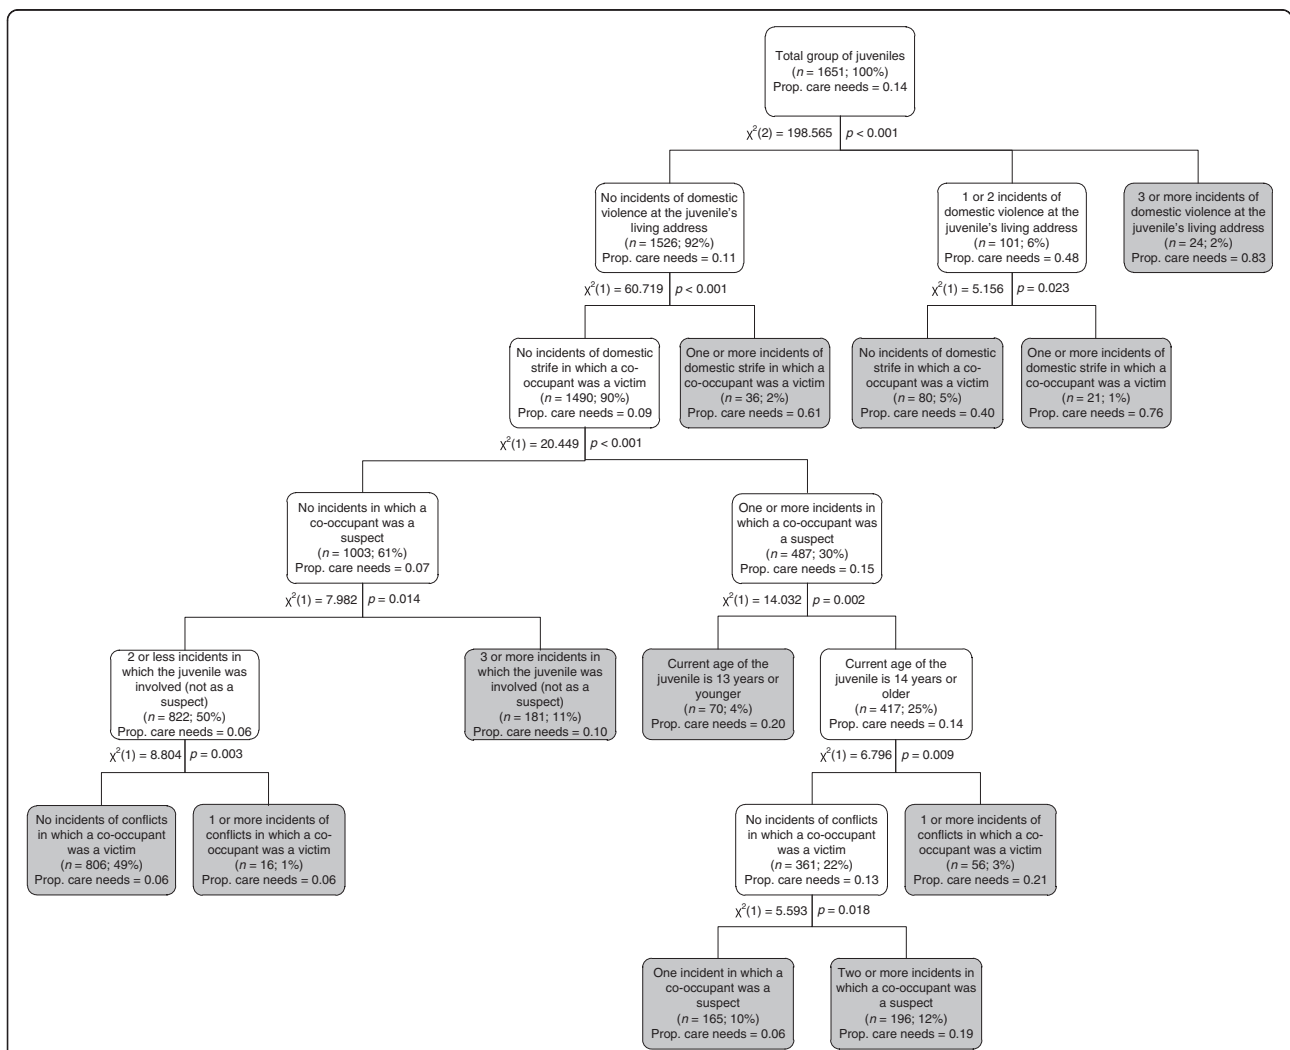 Total group of juveniles
(n = 1651; 100%)
Prop. care needs = 0.14
χ²(2) = 198.565 p < 0.001
No incidents of domestic
violence at the juvenile's
living address
(n = 1526; 92%)
Prop. care needs = 0.11
1 or 2 incidents of
domestic violence at the
juvenile's living address
(n = 101; 6%)
Prop. care needs = 0.48
3 or more incidents of
domestic violence at the
juvenile's living address
(n = 24; 2%)
Prop. care needs = 0.83
χ²(1) = 60.719 p < 0.001
χ²(1) = 5.156 p = 0.023
No incidents of domestic
strife in which a co-
occupant was a victim
(n = 1490; 90%)
Prop. care needs = 0.09
One or more incidents of
domestic strife in which a
co-occupant was a victim
(n = 36; 2%)
Prop. care needs = 0.61
No incidents of domestic
strife in which a co-
occupant was a victim
(n = 80; 5%)
Prop. care needs = 0.40
One or more incidents of
domestic strife in which a
co-occupant was a victim
(n = 21; 1%)
Prop. care needs = 0.76
χ²(1) = 20.449 p < 0.001
No incidents in which a
co-occupant was a
suspect
(n = 1003; 61%)
Prop. care needs = 0.07
One or more incidents in
which a co-occupant was
a suspect
(n = 487; 30%)
Prop. care needs = 0.15
χ²(1) = 7.982 p = 0.014
χ²(1) = 14.032 p = 0.002
2 or less incidents in
which the juvenile was
involved (not as a
suspect)
(n = 822; 50%)
Prop. care needs = 0.06
3 or more incidents in
which the juvenile was
involved (not as a
suspect)
(n = 181; 11%)
Prop. care needs = 0.10
Current age of the
juvenile is 13 years or
younger
(n = 70; 4%)
Prop. care needs = 0.20
Current age of the
juvenile is 14 years or
older
(n = 417; 25%)
Prop. care needs = 0.14
χ²(1) = 8.804 p = 0.003
χ²(1) = 6.796 p = 0.009
No incidents of conflicts
in which a co-occupant
was a victim
(n = 806; 49%)
Prop. care needs = 0.06
1 or more incidents of
conflicts in which a co-
occupant was a victim
(n = 16; 1%)
Prop. care needs = 0.06
No incidents of conflicts
in which a co-occupant
was a victim
(n = 361; 22%)
Prop. care needs = 0.13
1 or more incidents of
conflicts in which a co-
occupant was a victim
(n = 56; 3%)
Prop. care needs = 0.21
χ²(1) = 5.593 p = 0.018
One incident in which a
co-occupant was a
suspect
(n = 165; 10%)
Prop. care needs = 0.06
Two or more incidents in
which a co-occupant was
a suspect
(n = 196; 12%)
Prop. care needs = 0.19